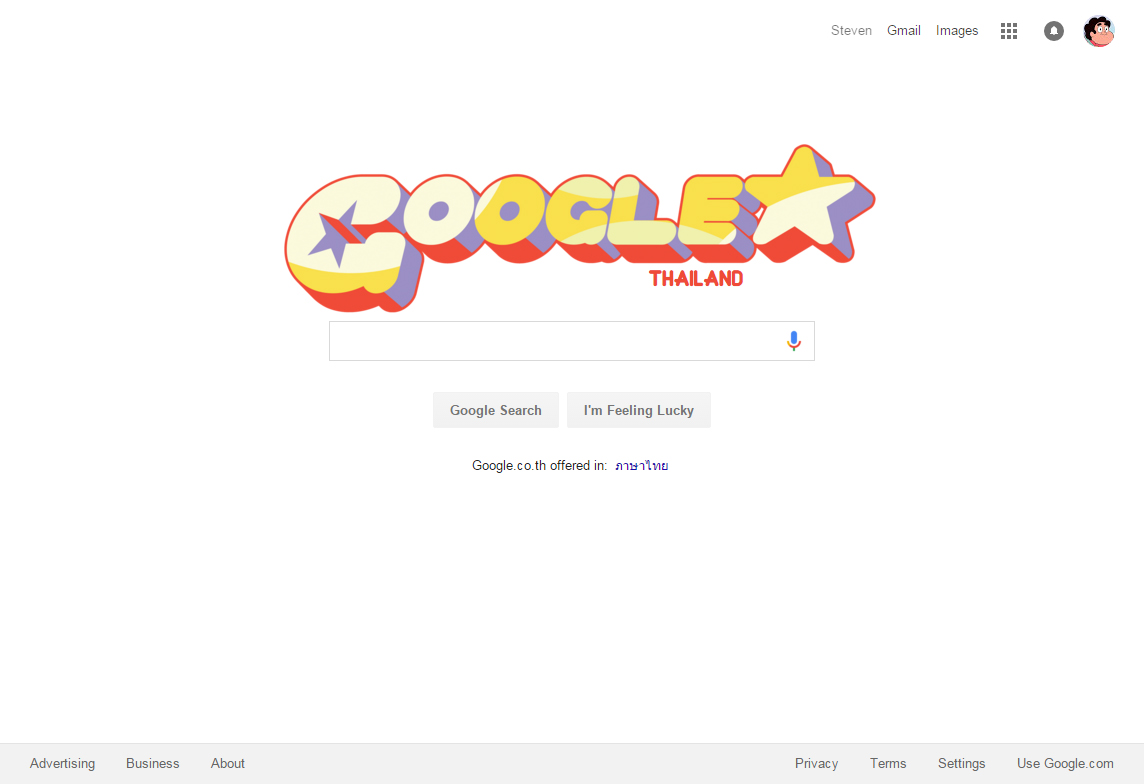 Steven Gmail Images
GOOGLE
THAILAND
Google Search I'm Feeling Lucky
Google.co.th offered in: ภาษาไทย
Advertising Business About Privacy Terms Settings Use Google.com